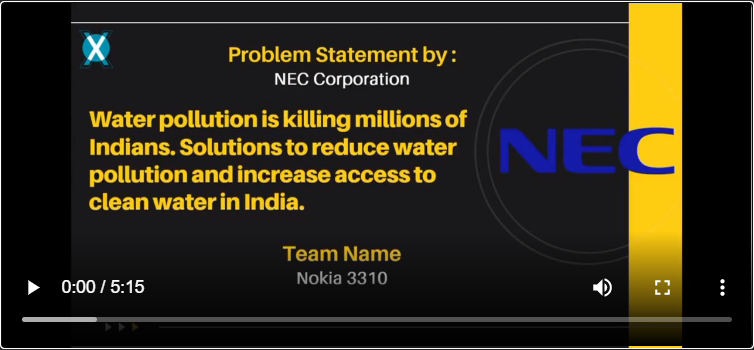 X
Problem Statement by :
NEC Corporation
Water pollution is killing millions of
Indians. Solutions to reduce water
pollution and increase access to
clean water in India.
NEC
Team Name
Nokia 3310
0:00 / 5:15